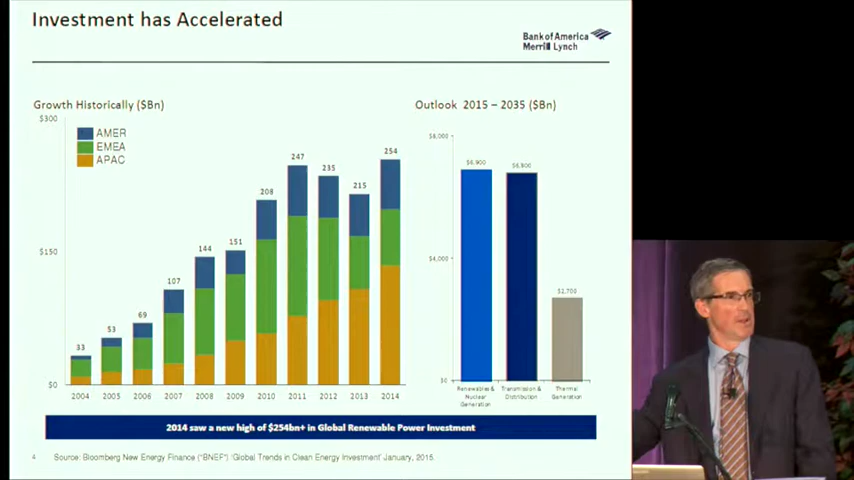 Investment has Accelerated
Bank of America
Merrill Lynch
Growth Historically ($Bn)
$300
AMER
EMEA
APAC
$150
$0
33
53
69
107
144
151
208
247
235
215
254
2004 2005 2006 2007 2008 2009 2010 2011 2012 2013 2014
Outlook 2015 – 2035 ($Bn)
$8,000
$4,000
$0
$6,900
$6,800
$2,700
Renewables &
Nuclear
Generation
Transmission &
Distribution
Thermal
Generation
2014 saw a new high of $254bn+ in Global Renewable Power Investment
4 Source: Bloomberg New Energy Finance ("BNEF") 'Global Trends in Clean Energy Investment' January, 2015.